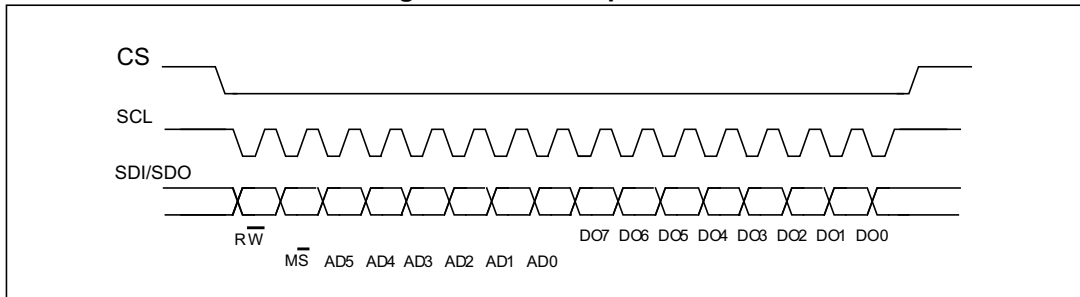 CS
SCL
SDI/SDO
RW DO7 DO6 DO5 DO4 DO3 DO2 DO1 DO0
MS AD5 AD4 AD3 AD2 AD1 AD0